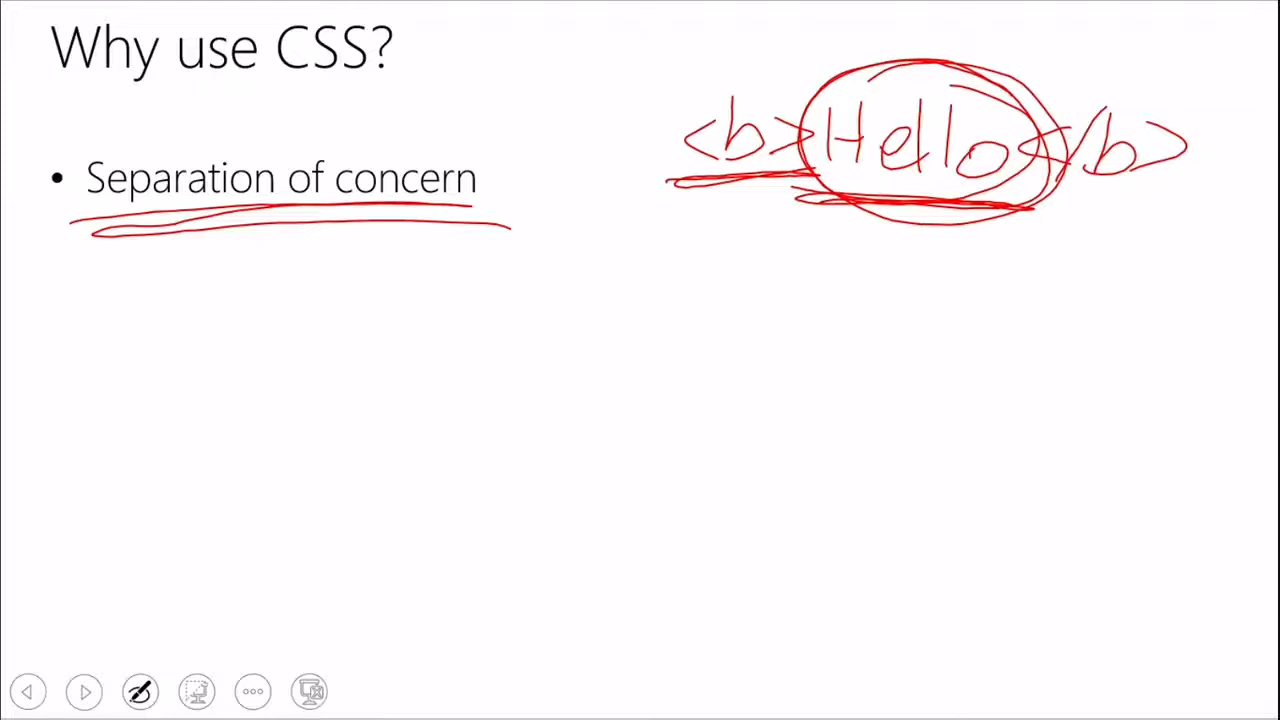 Why use CSS?
<b>Hello</b>
• Separation of concern